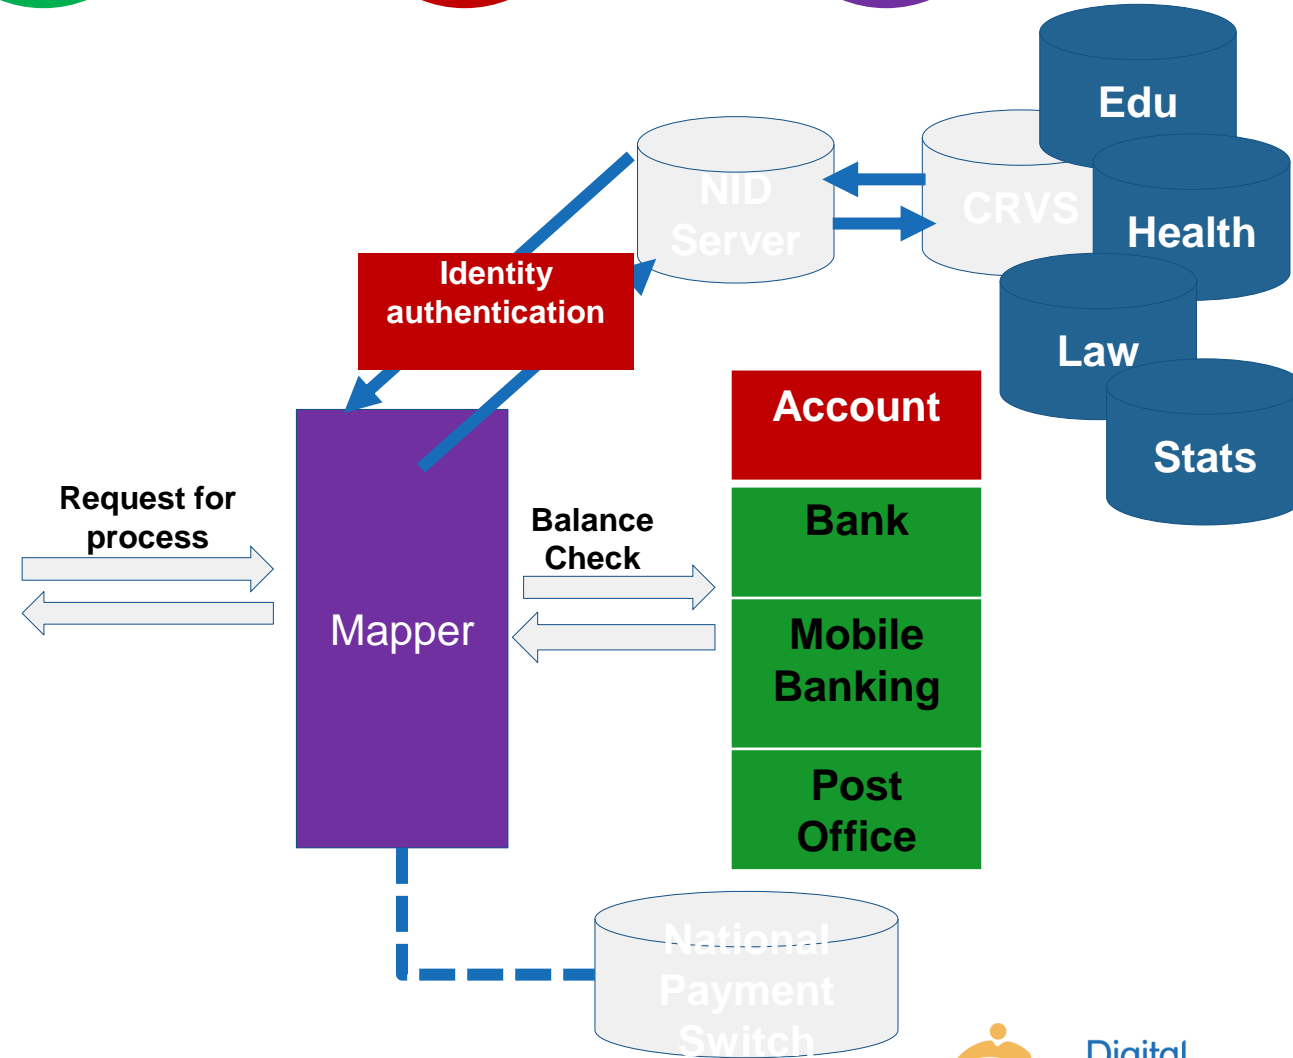 Edu
NID
Server
CRVS
Health
Identity
authentication
Law
Account
Stats
Request for
process
Balance
Check
Bank
Mapper
Mobile
Banking
Post
Office
National
Payment
Switch
Digital